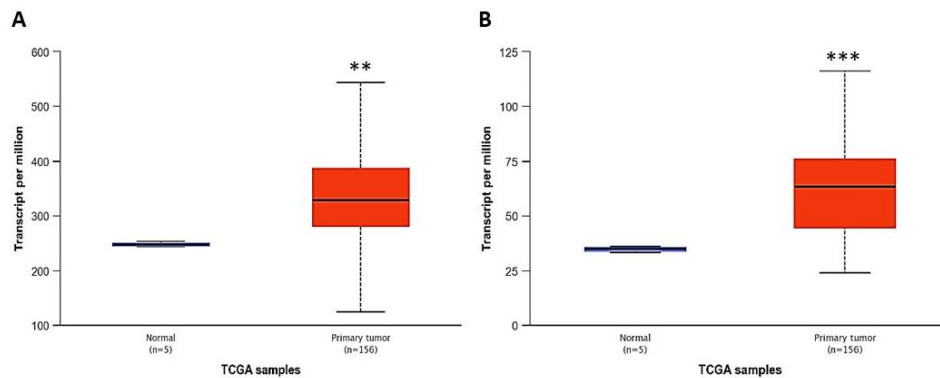 A
Transcript per million
600
500
400
300
200
100
**
Normal
(n=5)
Primary tumor
(n=156)
TCGA samples
B
Transcript per million
125
100
75
50
25
0
***
Normal
(n=5)
Primary tumor
(n=156)
TCGA samples